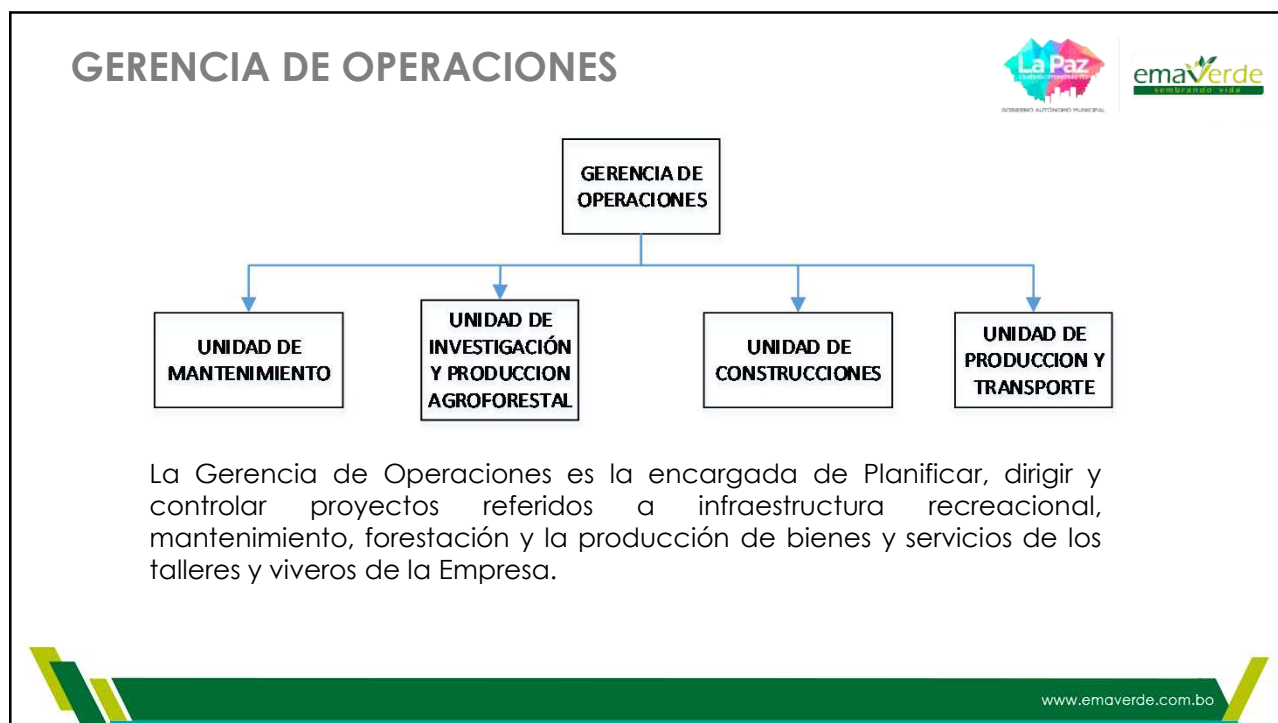 GERENCIA DE OPERACIONES
La Paz
GOBIERNO AUTÓNOMO MUNICIPAL
emaverde
sembrando vida
GERENCIA DE
OPERACIONES
UNIDAD DE
MANTENIMIENTO
UNIDAD DE
INVESTIGACIÓN
Y PRODUCCION
AGROFORESTAL
UNIDAD DE
CONSTRUCCIONES
UNIDAD DE
PRODUCCION Y
TRANSPORTE
La Gerencia de Operaciones es la encargada de Planificar, dirigir y
controlar proyectos referidos a infraestructura recreacional,
mantenimiento, forestación y la producción de bienes y servicios de los
talleres y viveros de la Empresa.
www.emaverde.com.bo